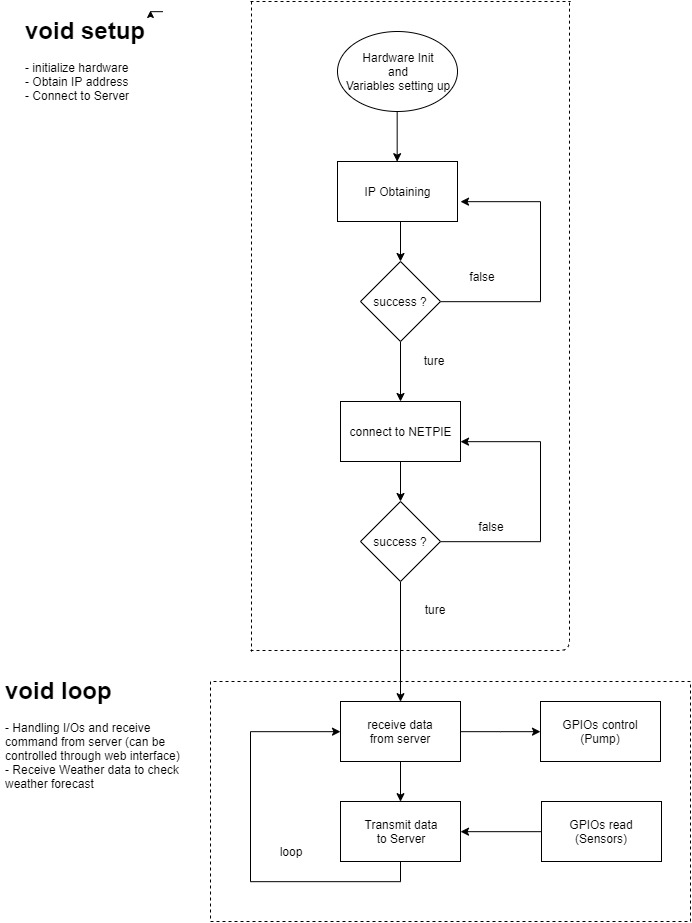 void setup
- initialize hardware
- Obtain IP address
- Connect to Server
Hardware Init
and
Variables setting up
IP Obtaining
success ?
false
ture
connect to NETPIE
success ?
false
ture
void loop
- Handling I/Os and receive
command from server (can be
controlled through web interface)
- Receive Weather data to check
weather forecast
receive data
from server
GPIOs control
(Pump)
Transmit data
to Server
GPIOs read
(Sensors)
loop